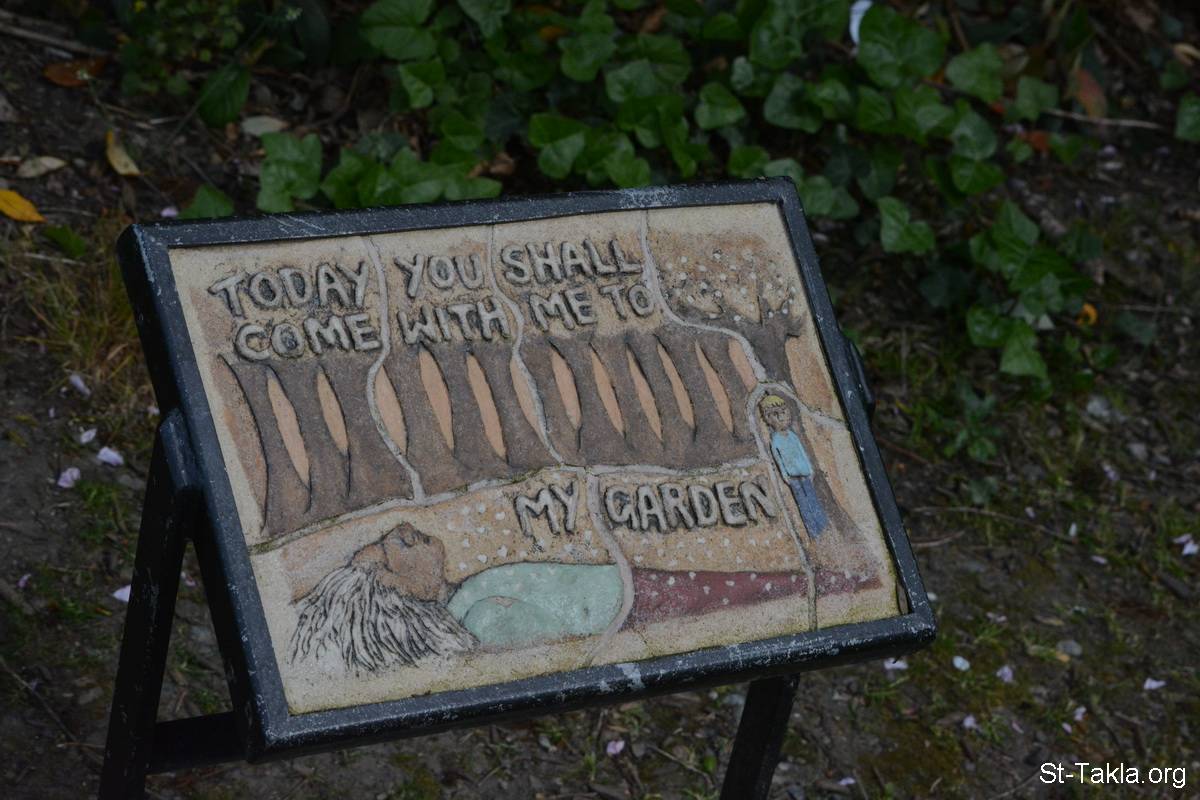 TODAY YOU SHALL
COME WITH ME TO
MY GARDEN
St-Takla.org